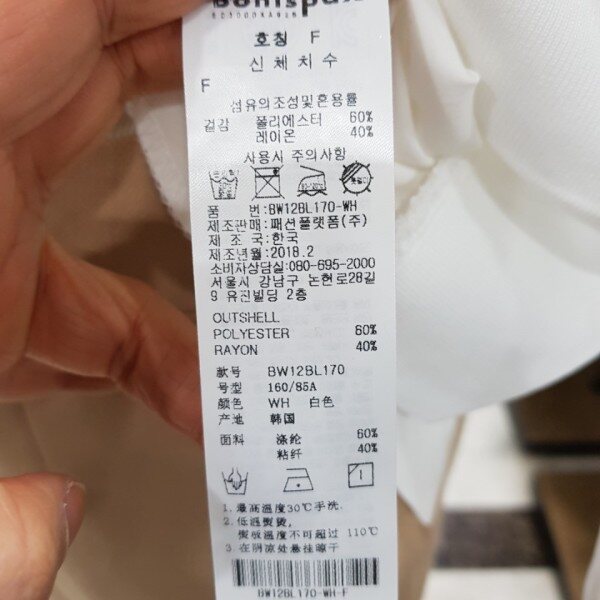 BD3000KA928
호칭 F
신체치수
F
섬유의조성및혼용률
겉감 폴리에스터 60%
레이온 40%
사용시 주의사항
품 번:BW12BL170-WH
제조판매:패션플랫폼(주)
제 조 국:한국
제조년월:2018.2
소비자상담실:080-695-2000
서울시 강남구 논현로28길
9 유진빌딩 2층
OUTSHELL
POLYESTER 60%
RAYON 40%
款号 BW12BL170
号型 160/85A
颜色 WH 白色
产地 韩国
面料 涤纶 60%
粘纤 40%
1.最高温度30℃手洗.
2.低温熨烫,
熨板温度不可超过 110℃
3.在阴凉处悬挂晾干
BW12BL170-WH-F